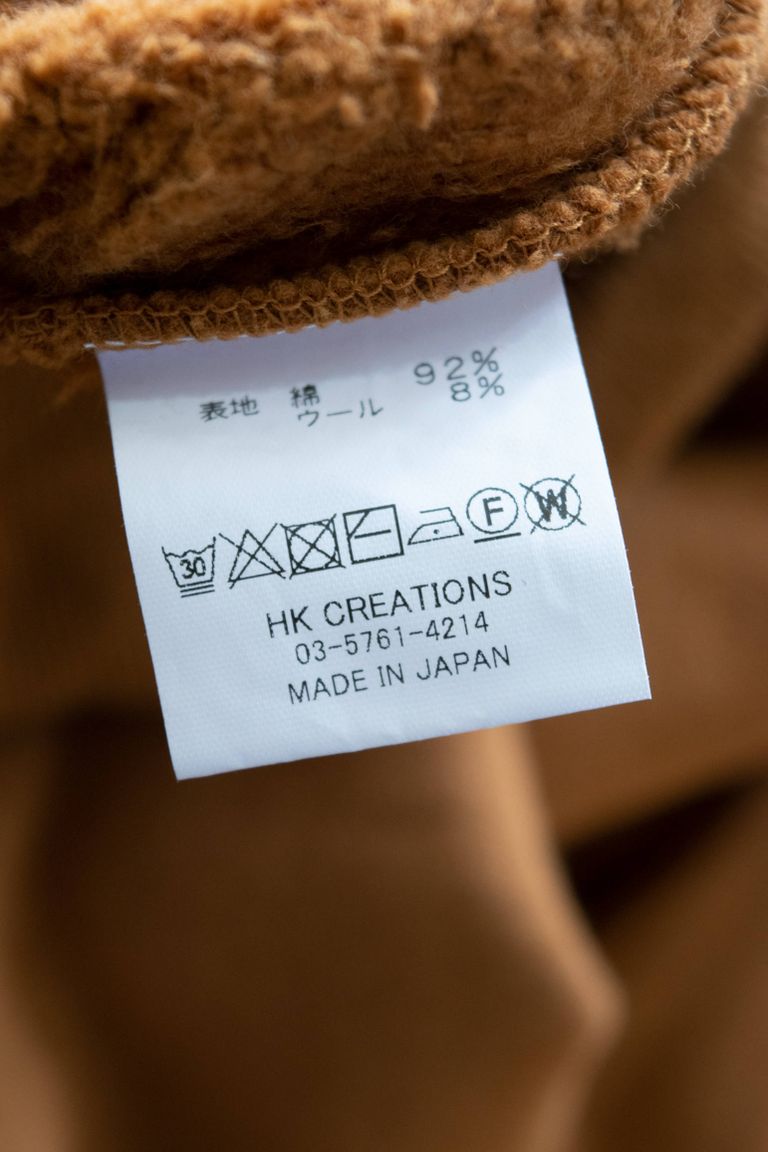 表地 綿 92%
ウール 8%
30
F W
HK CREATIONS
03-5761-4214
MADE IN JAPAN